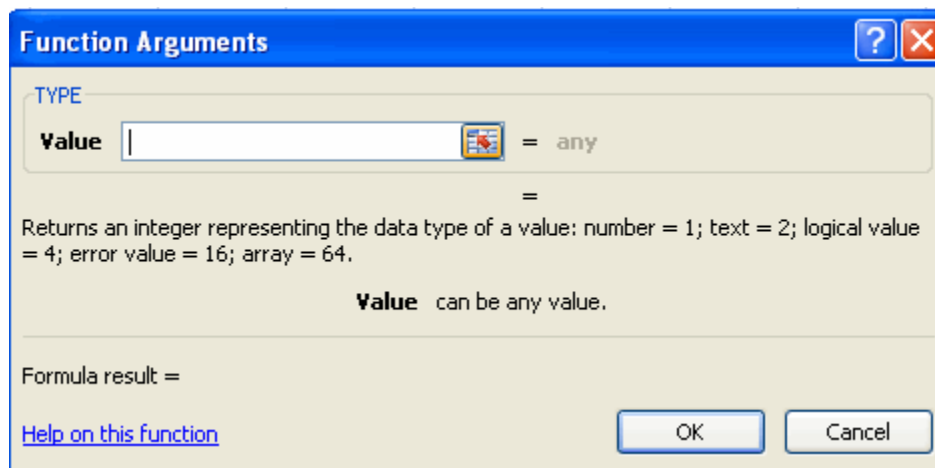 Function Arguments
TYPE
Value = any
=
Returns an integer representing the data type of a value: number = 1; text = 2; logical value
= 4; error value = 16; array = 64.
Value can be any value.
Formula result =
Help on this function OK Cancel